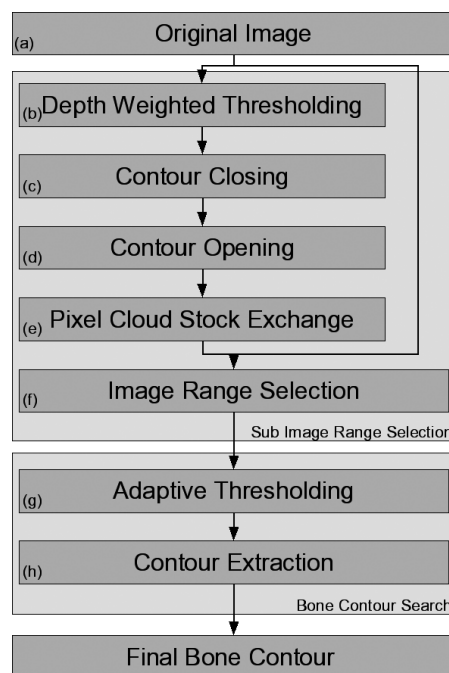 (a) Original Image
(b) Depth Weighted Thresholding
(c) Contour Closing
(d) Contour Opening
(e) Pixel Cloud Stock Exchange
(f) Image Range Selection
Sub Image Range Selection
(g) Adaptive Thresholding
(h) Contour Extraction
Bone Contour Search
Final Bone Contour